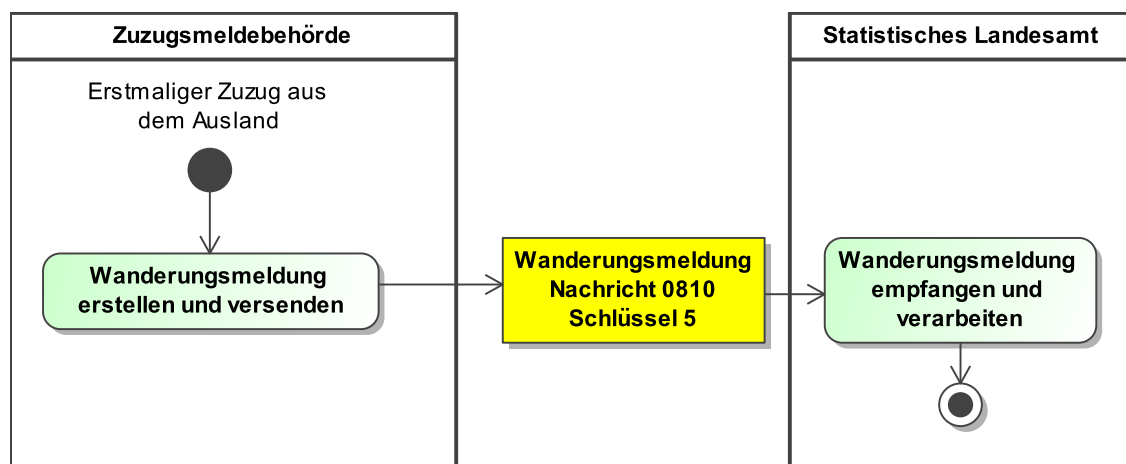 Zuzugsmeldebehörde
Statistisches Landesamt
Erstmaliger Zuzug aus
dem Ausland
Wanderungsmeldung
erstellen und versenden
Wanderungsmeldung
Nachricht 0810
Schlüssel 5
Wanderungsmeldung
empfangen und
verarbeiten